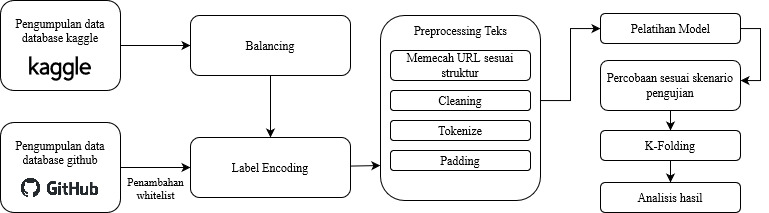 Pengumpulan data
database kaggle
kaggle
Balancing
Pengumpulan data
database github
GitHub
Penambahan
whitelist
Label Encoding
Preprocessing Teks
Memecah URL sesuai
struktur
Cleaning
Tokenize
Padding
Pelatihan Model
Percobaan sesuai skenario
pengujian
K-Folding
Analisis hasil